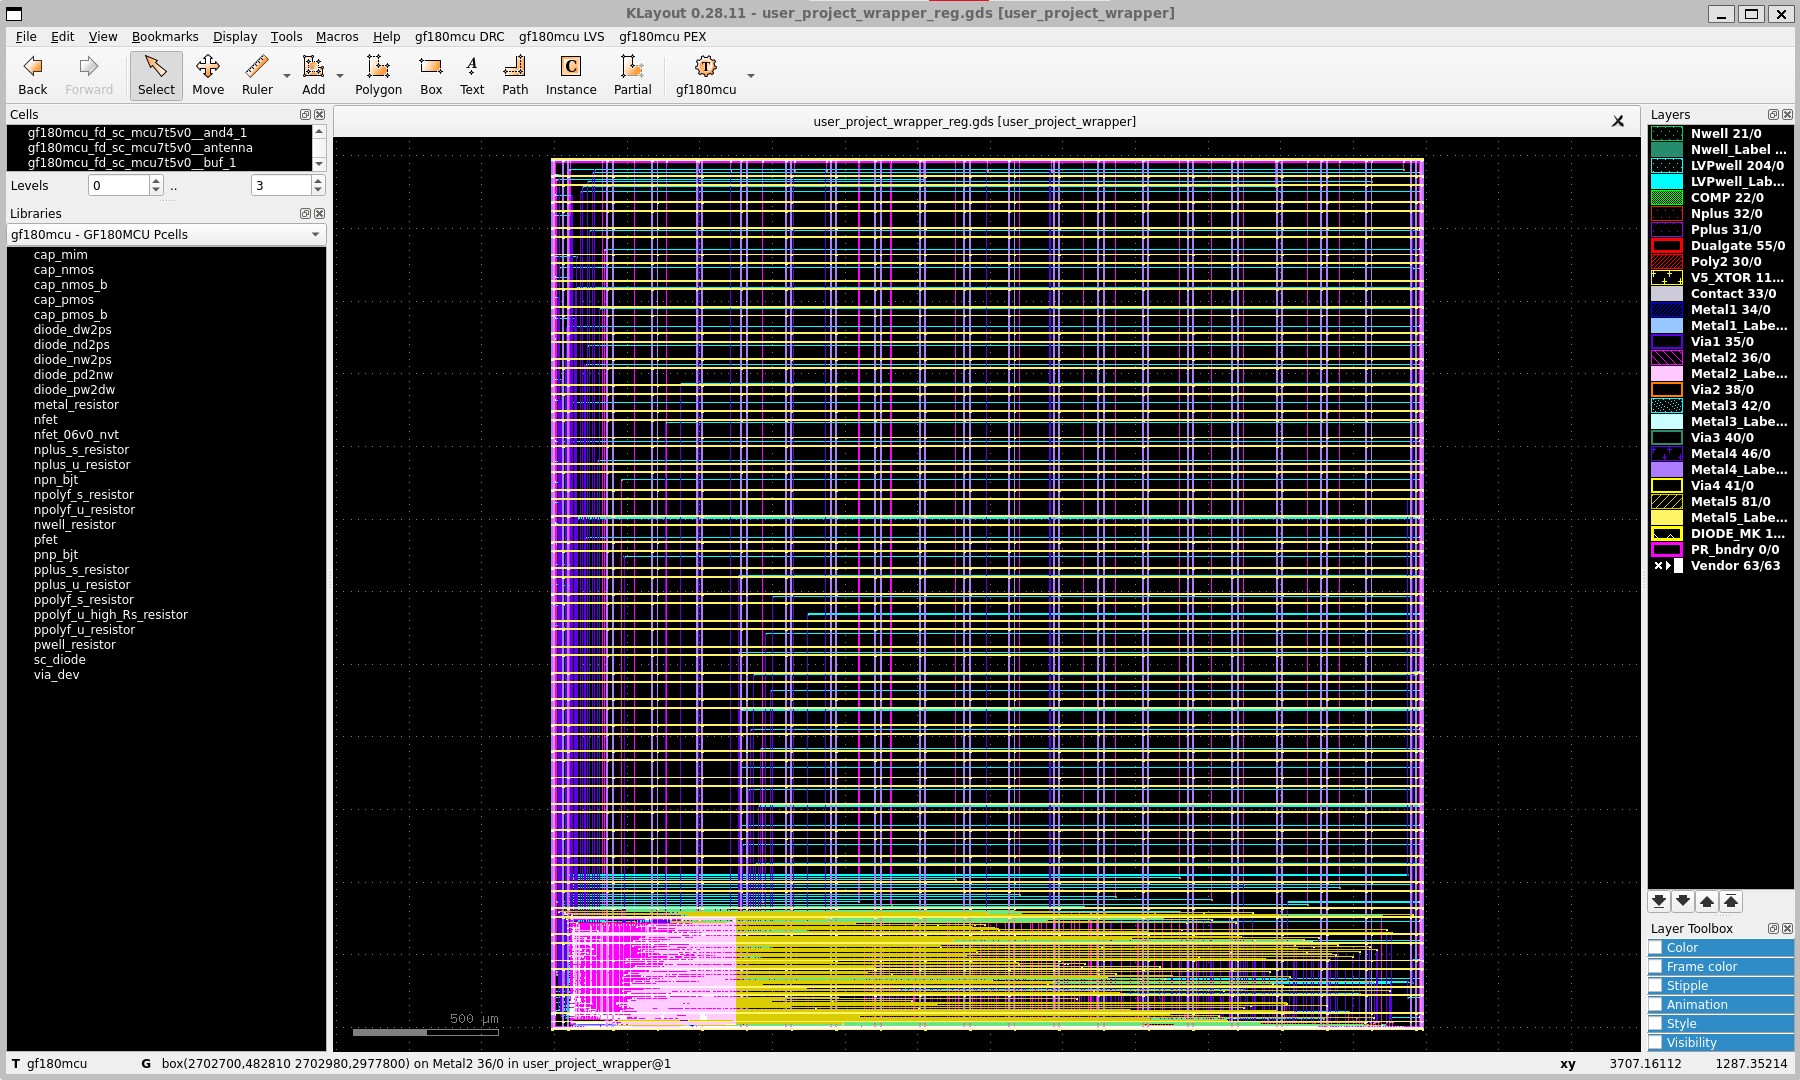 KLayout 0.28.11 - user_project_wrapper_reg.gds [user_project_wrapper]
File Edit View Bookmarks Display Tools Macros Help gf180mcu DRC gf180mcu LVS gf180mcu PEX
Back Forward Select Move Ruler Add Polygon Box Text Path Instance Partial gf180mcu
Cells
gf180mcu_fd_sc_mcu7t5v0__and4_1
gf180mcu_fd_sc_mcu7t5v0__antenna
gf180mcu_fd_sc_mcu7t5v0__buf_1
Levels 0 .. 3
Libraries
gf180mcu - GF180MCU Pcells
cap_mim
cap_nmos
cap_nmos_b
cap_pmos
cap_pmos_b
diode_dw2ps
diode_nd2ps
diode_nw2ps
diode_pd2nw
diode_pw2dw
metal_resistor
nfet
nfet_06v0_nvt
nplus_s_resistor
nplus_u_resistor
npn_bjt
npolyf_s_resistor
npolyf_u_resistor
nwell_resistor
pfet
pnp_bjt
pplus_s_resistor
pplus_u_resistor
ppolyf_s_resistor
ppolyf_u_high_Rs_resistor
ppolyf_u_resistor
pwell_resistor
sc_diode
via_dev
user_project_wrapper_reg.gds [user_project_wrapper]
500 µm
Layers
Nwell 21/0
Nwell_Label ...
LVPwell 204/0
LVPwell_Lab...
COMP 22/0
Nplus 32/0
Pplus 31/0
Dualgate 55/0
Poly2 30/0
V5_XTOR 11...
Contact 33/0
Metal1 34/0
Metal1_Labe...
Via1 35/0
Metal2 36/0
Metal2_Labe...
Via2 38/0
Metal3 42/0
Metal3_Labe...
Via3 40/0
Metal4 46/0
Metal4_Labe...
Via4 41/0
Metal5 81/0
Metal5_Labe...
DIODE_MK 1...
PR_bndry 0/0
Vendor 63/63
Layer Toolbox
Color
Frame color
Stipple
Animation
Style
Visibility
T gf180mcu G box(2702700,482810 2702980,2977800) on Metal2 36/0 in user_project_wrapper@1 xy 3707.16112 1287.35214